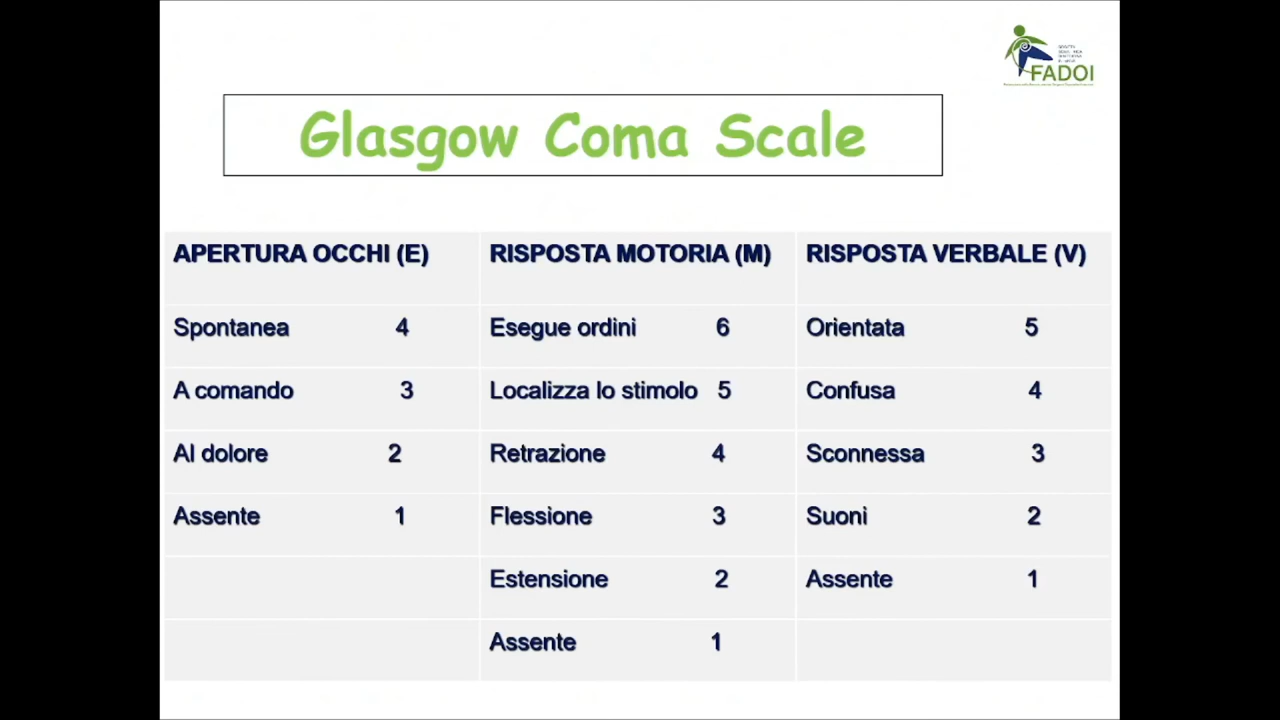 FADOI
Glasgow Coma Scale
APERTURA OCCHI (E) RISPOSTA MOTORIA (M) RISPOSTA VERBALE (V)
Spontanea 4 Esegue ordini 6 Orientata 5
A comando 3 Localizza lo stimolo 5 Confusa 4
Al dolore 2 Retrazione 4 Sconnessa 3
Assente 1 Flessione 3 Suoni 2
Estensione 2 Assente 1
Assente 1